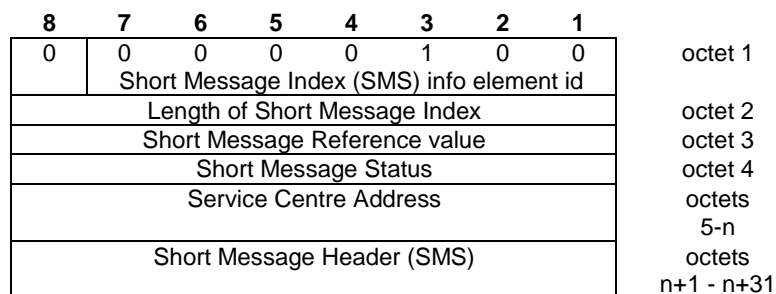 8 7 6 5 4 3 2 1
0 0 0 0 0 1 0 0 octet 1
Short Message Index (SMS) info element id
Length of Short Message Index octet 2
Short Message Reference value octet 3
Short Message Status octet 4
Service Centre Address octets
5-n
Short Message Header (SMS) octets
n+1 - n+31